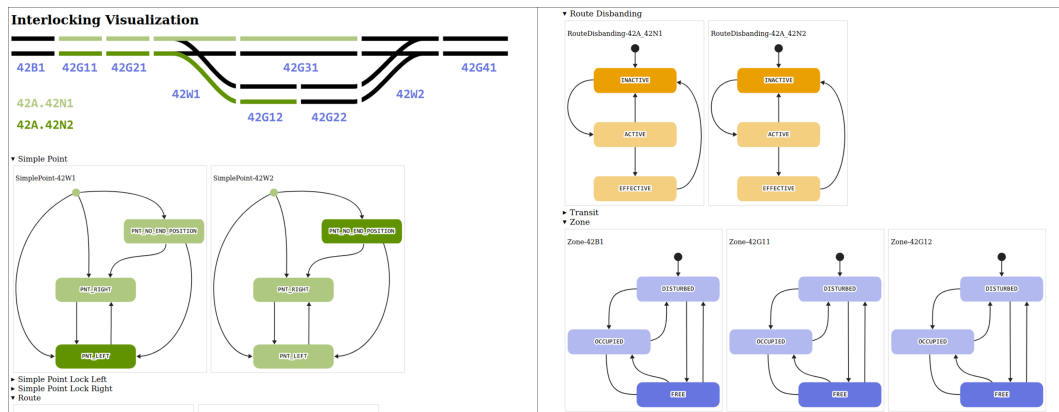 Interlocking Visualization
42B1 42G11 42G21 42G31 42G41
42W1 42W2
42G12 42G22
42A.42N1
42A.42N2
▾ Simple Point
SimplePoint-42W1 SimplePoint-42W2
PNT_NO_END_POSITION PNT_NO_END_POSITION
PNT_RIGHT PNT_RIGHT
PNT_LEFT PNT_LEFT
▸ Simple Point Lock Left
▸ Simple Point Lock Right
▾ Route
▾ Route Disbanding
RouteDisbanding-42A_42N1 RouteDisbanding-42A_42N2
INACTIVE INACTIVE
ACTIVE ACTIVE
EFFECTIVE EFFECTIVE
▸ Transit
▾ Zone
Zone-42B1 Zone-42G11 Zone-42G12
DISTURBED DISTURBED DISTURBED
OCCUPIED OCCUPIED OCCUPIED
FREE FREE FREE